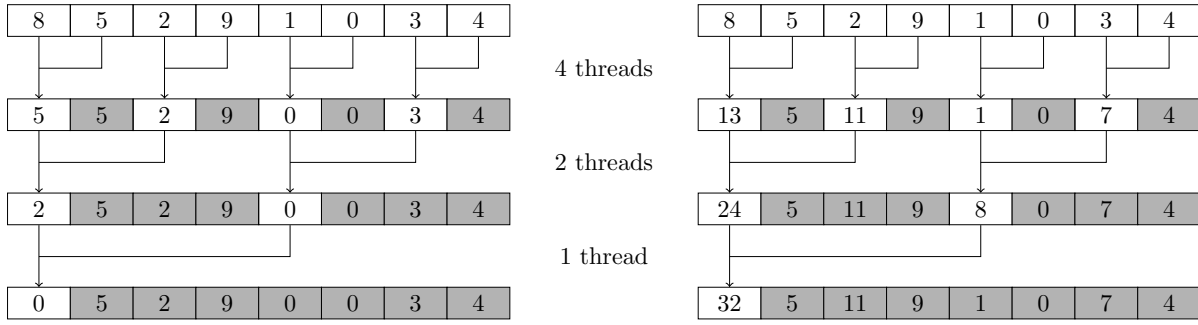 8 5 2 9 1 0 3 4 8 5 2 9 1 0 3 4
4 threads
5 5 2 9 0 0 3 4 13 5 11 9 1 0 7 4
2 threads
2 5 2 9 0 0 3 4 24 5 11 9 8 0 7 4
1 thread
0 5 2 9 0 0 3 4 32 5 11 9 1 0 7 4